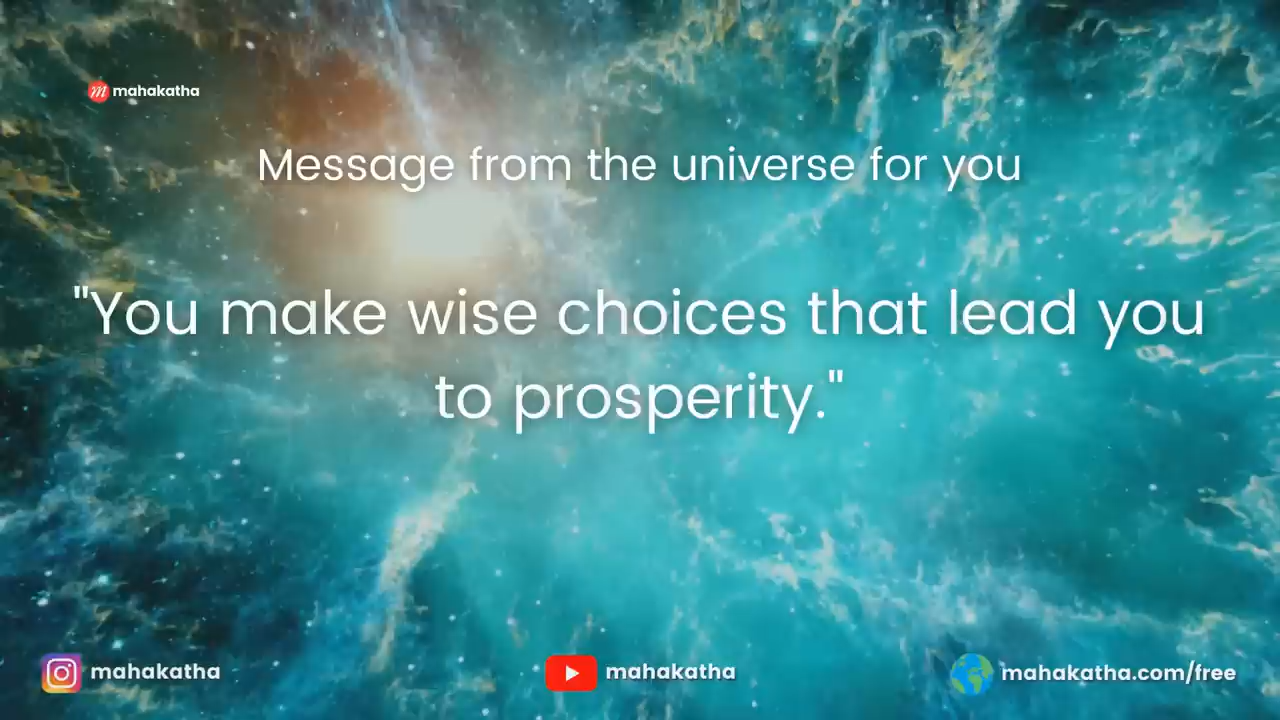 mahakatha
Message from the universe for you
"You make wise choices that lead you
to prosperity."
mahakatha
mahakatha
mahakatha.com/free